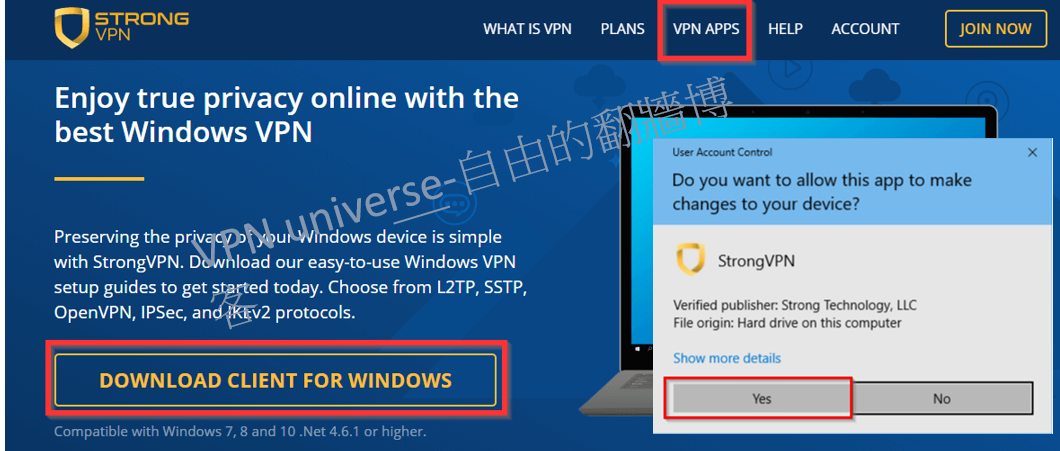 STRONG
VPN
WHAT IS VPN
PLANS
VPN APPS
HELP
ACCOUNT
JOIN NOW
Enjoy true privacy online with the
best Windows VPN
Preserving the privacy of your Windows device is simple
with StrongVPN. Download our easy-to-use Windows VPN
setup guides to get started today. Choose from L2TP, SSTP,
OpenVPN, IPSec, and iKEv2 protocols.
DOWNLOAD CLIENT FOR WINDOWS
Compatible with Windows 7, 8 and 10 .Net 4.6.1 or higher.
VPN universe-自由的翻牆博
客
User Account Control
Do you want to allow this app to make
changes to your device?
StrongVPN
Verified publisher: Strong Technology, LLC
File origin: Hard drive on this computer
Show more details
Yes
No